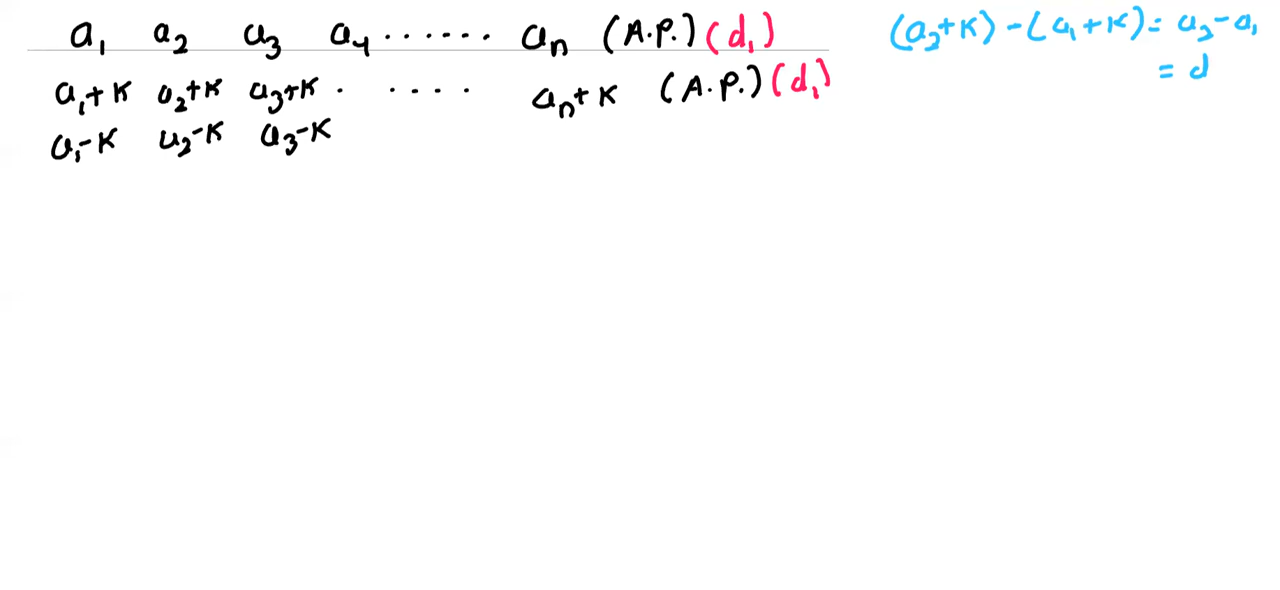 a₁ a₂ a₃ a₄ ...... aₙ (A.P.) (d₁)
a₁+K a₂+K a₃+K . .... aₙ+K (A.P.) (d₁)
a₁-K a₂-K a₃-K
(a₂+K) - (a₁+K) = a₂-a₁
= d